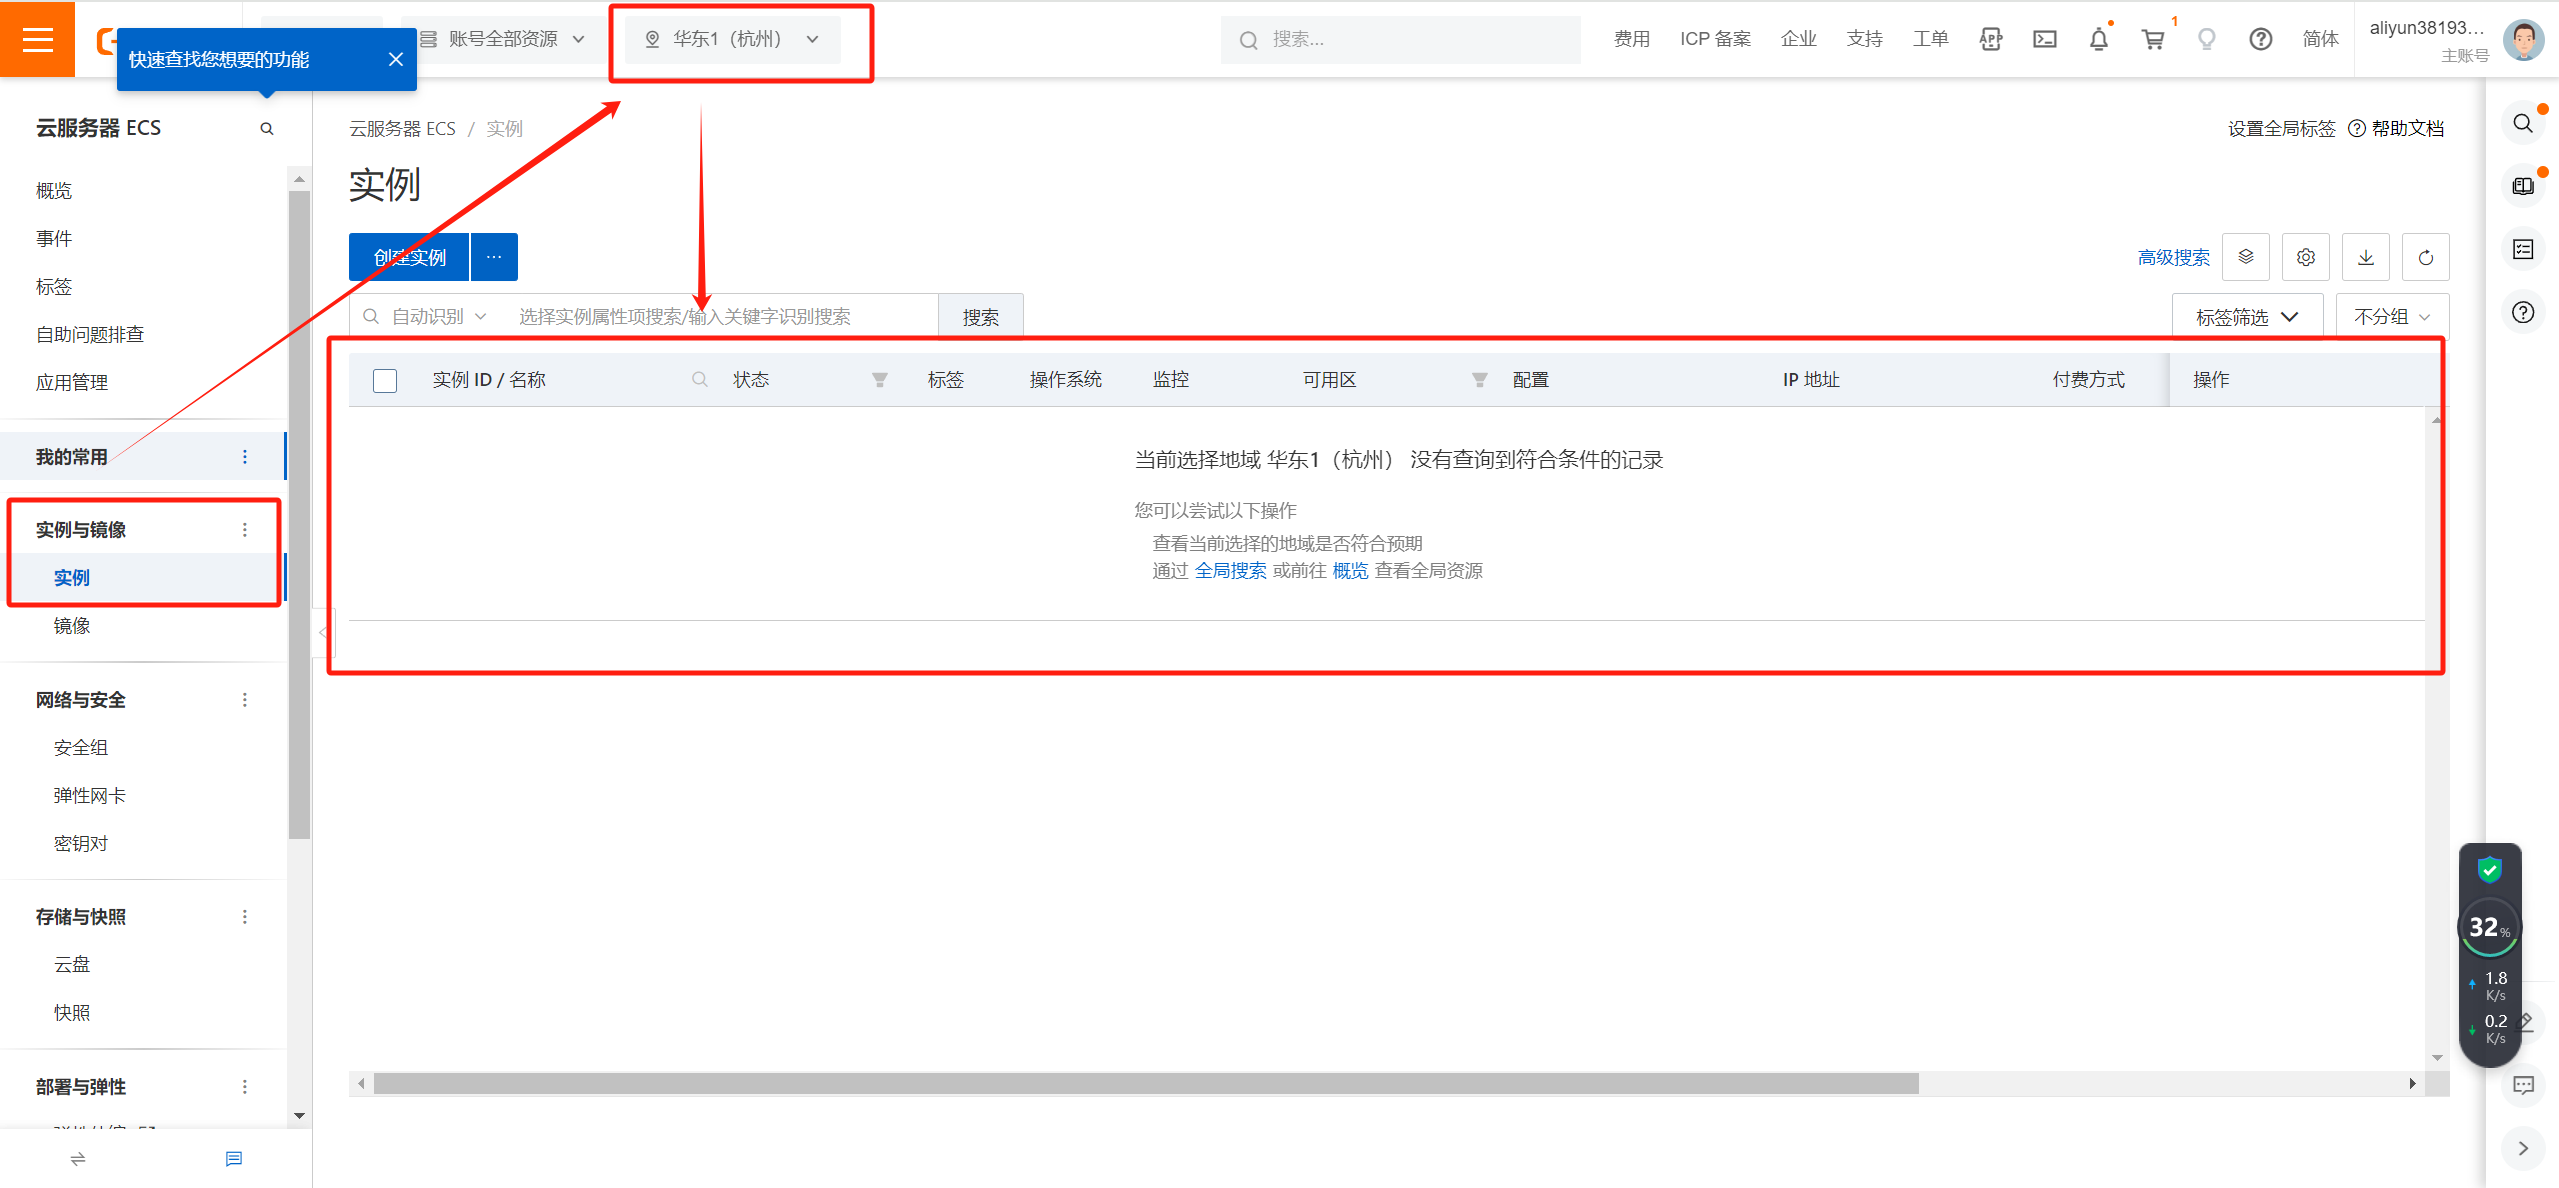 快速查找您想要的功能
账号全部资源
华东1（杭州）
搜索...
费用
ICP 备案
企业
支持
工单
APP
1
简体
aliyun38193...
主账号
云服务器 ECS
概览
事件
标签
自助问题排查
应用管理
我的常用
实例与镜像
实例
镜像
网络与安全
安全组
弹性网卡
密钥对
存储与快照
云盘
快照
部署与弹性
云服务器 ECS / 实例
设置全局标签
帮助文档
实例
创建实例
...
高级搜索
自动识别
选择实例属性项搜索/输入关键字识别搜索
搜索
标签筛选
不分组
实例 ID / 名称
状态
标签
操作系统
监控
可用区
配置
IP 地址
付费方式
操作
当前选择地域 华东1（杭州） 没有查询到符合条件的记录
您可以尝试以下操作
查看当前选择的地域是否符合预期
通过 全局搜索 或前往 概览 查看全局资源
32%
1.8
K/s
0.2
K/s